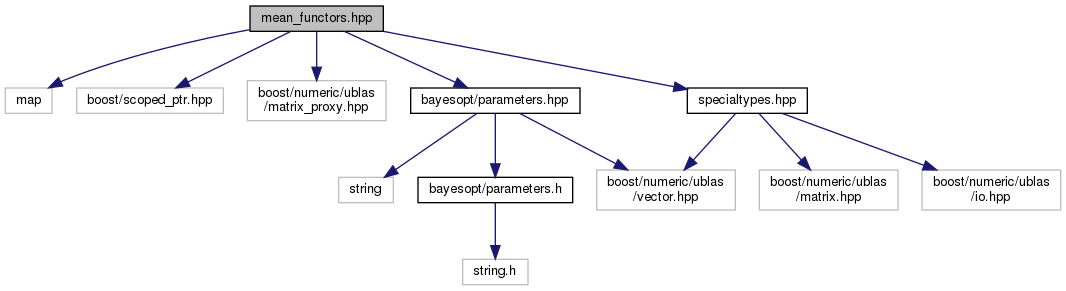 mean_functors.hpp
map
boost/scoped_ptr.hpp
boost/numeric/ublas
/matrix_proxy.hpp
bayesopt/parameters.hpp
specialtypes.hpp
string
bayesopt/parameters.h
boost/numeric/ublas
/vector.hpp
boost/numeric/ublas
/matrix.hpp
boost/numeric/ublas
/io.hpp
string.h